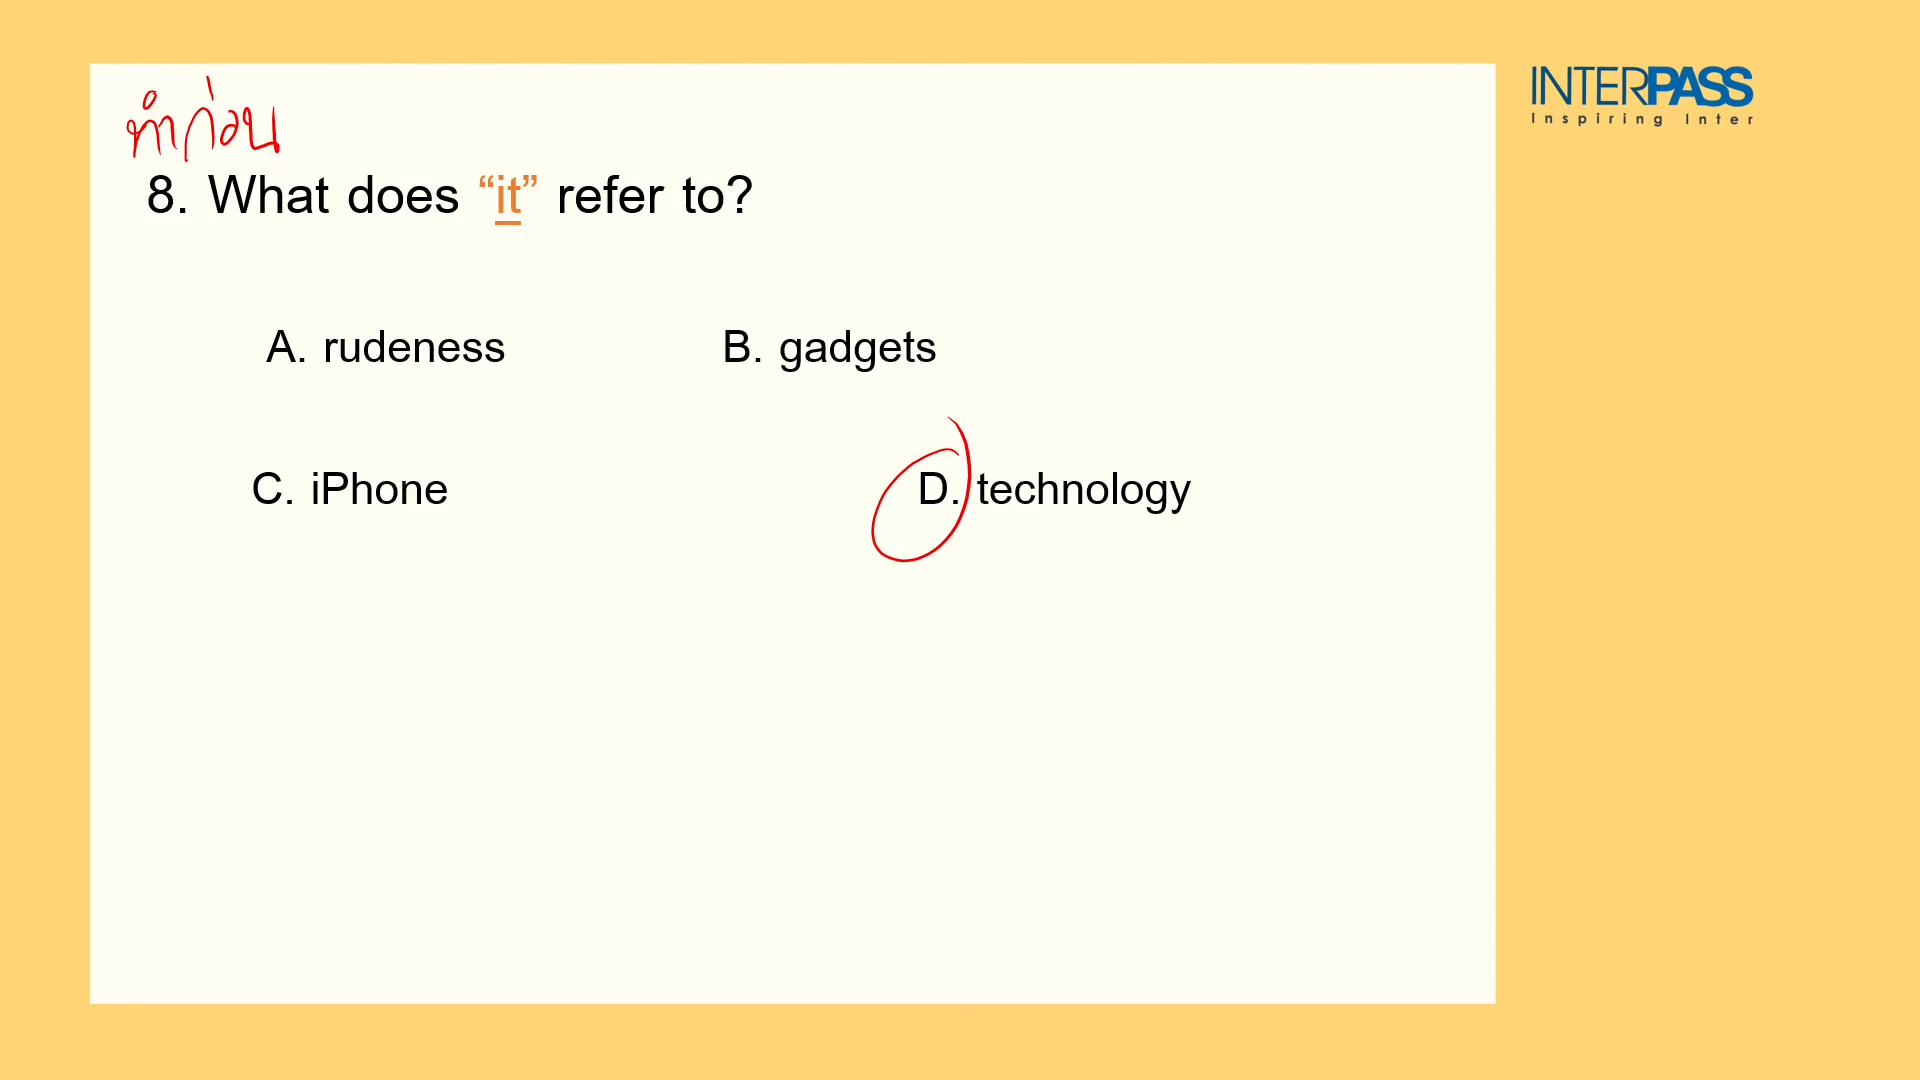 INTERPASS
Inspiring Inter
ทำก่อน
8. What does “it” refer to?
A. rudeness B. gadgets
C. iPhone D. technology